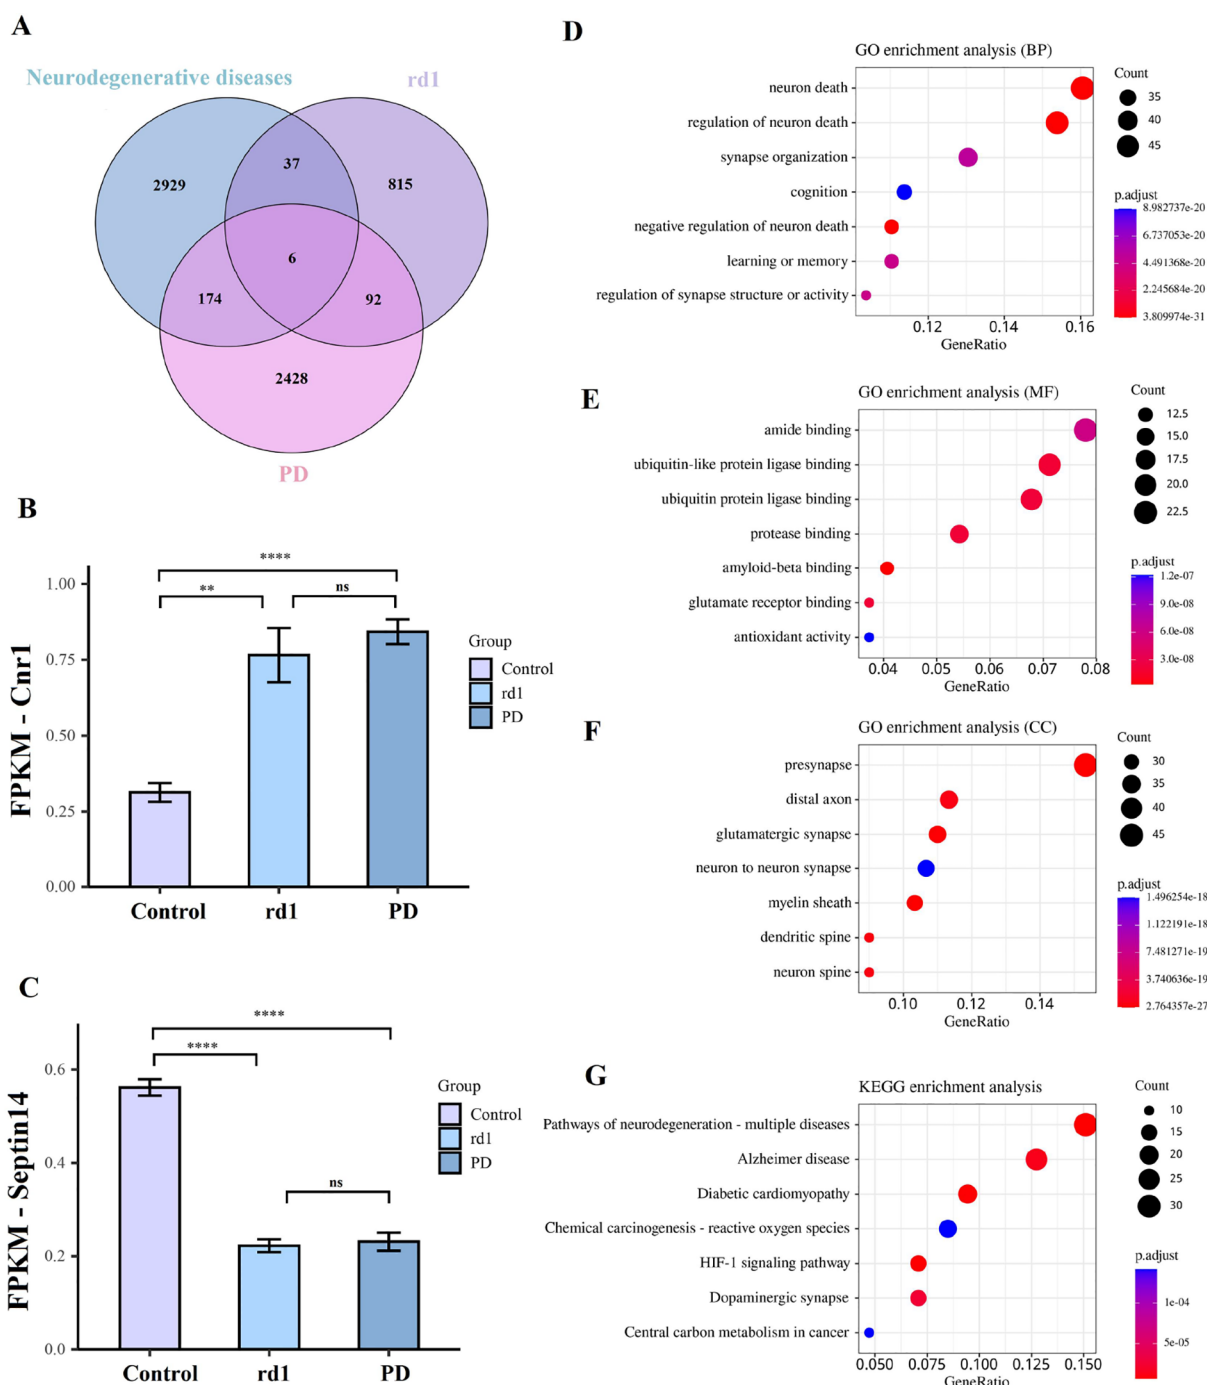 A
Neurodegenerative diseases
rd1
2929
37
815
6
174
92
2428
PD
B
FPKM - Cnr1
1.00
0.75
0.50
0.25
0.00
****
**
ns
Control
rd1
PD
Group
Control
rd1
PD
C
FPKM - Septin14
0.6
0.4
0.2
0.0
****
****
ns
Control
rd1
PD
Group
Control
rd1
PD
D
GO enrichment analysis (BP)
neuron death
regulation of neuron death
synapse organization
cognition
negative regulation of neuron death
learning or memory
regulation of synapse structure or activity
0.12 0.14 0.16
GeneRatio
Count
35
40
45
p.adjust
8.982737e-20
6.737053e-20
4.491368e-20
2.245684e-20
3.809974e-31
E
GO enrichment analysis (MF)
amide binding
ubiquitin-like protein ligase binding
ubiquitin protein ligase binding
protease binding
amyloid-beta binding
glutamate receptor binding
antioxidant activity
0.04 0.05 0.06 0.07 0.08
GeneRatio
Count
12.5
15.0
17.5
20.0
22.5
p.adjust
1.2e-07
9.0e-08
6.0e-08
3.0e-08
F
GO enrichment analysis (CC)
presynapse
distal axon
glutamatergic synapse
neuron to neuron synapse
myelin sheath
dendritic spine
neuron spine
0.10 0.12 0.14
GeneRatio
Count
30
35
40
45
p.adjust
1.496254e-18
1.122191e-18
7.481271e-19
3.740636e-19
2.764357e-27
G
KEGG enrichment analysis
Pathways of neurodegeneration - multiple diseases
Alzheimer disease
Diabetic cardiomyopathy
Chemical carcinogenesis - reactive oxygen species
HIF-1 signaling pathway
Dopaminergic synapse
Central carbon metabolism in cancer
0.050 0.075 0.100 0.125 0.150
GeneRatio
Count
10
15
20
25
30
p.adjust
1e-04
5e-05